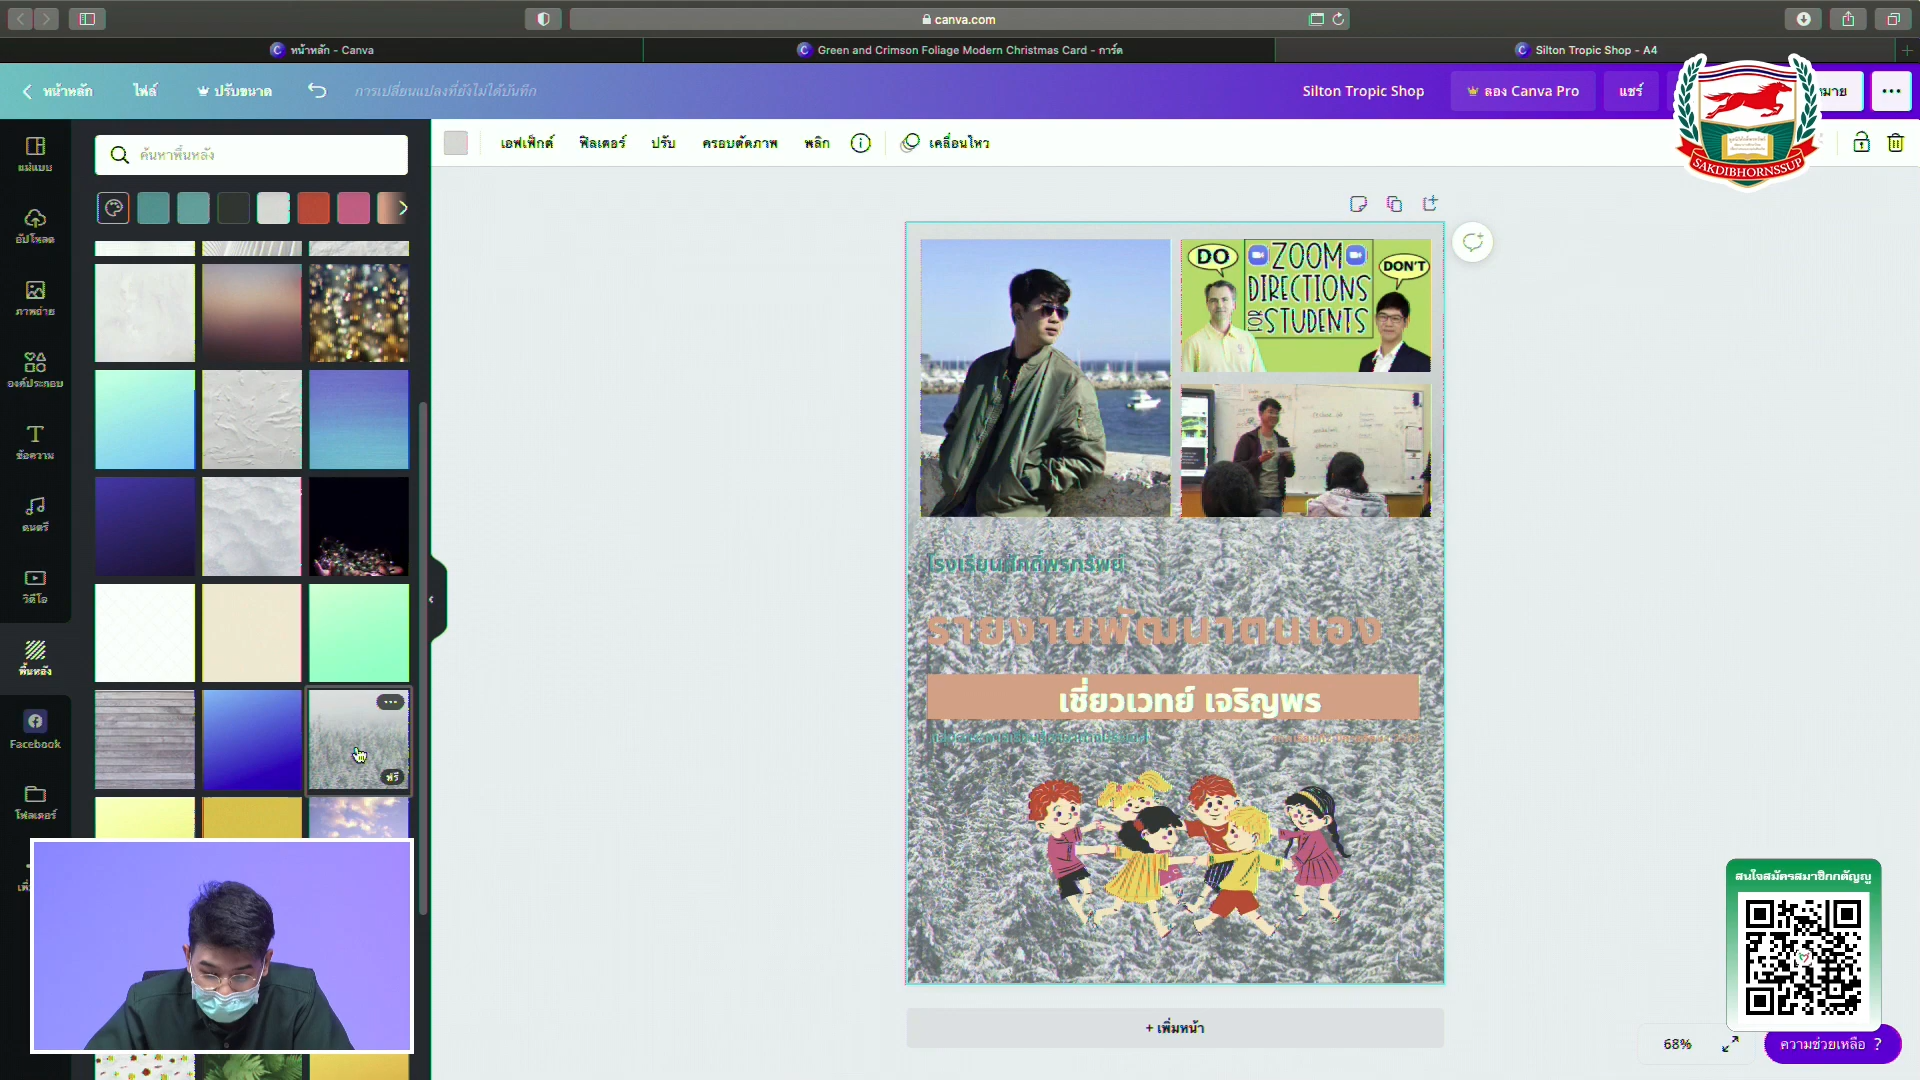 canva.com
หน้าหลัก - Canva
Green and Crimson Foliage Modern Christmas Card - การ์ด
Silton Tropic Shop - A4
หน้าหลัก
ไฟล์
ปรับขนาด
การเปลี่ยนแปลงที่ยังไม่ได้บันทึก
Silton Tropic Shop
ลอง Canva Pro
แชร์
หมาย
SAKDIBHORNSSUP
แม่แบบ
อัปโหลด
ภาพถ่าย
องค์ประกอบ
ข้อความ
ดนตรี
วิดีโอ
พื้นหลัง
Facebook
โฟลเดอร์
ค้นหาพื้นหลัง
ฟรี
เอฟเฟ็กต์
ฟิลเตอร์
ปรับ
ครอบตัดภาพ
พลิก
เคลื่อนไหว
DO
ZOOM
DIRECTIONS
FOR STUDENTS
DON'T
โรงเรียนศักดิ์พรทรัพย์
รายงานพัฒนาตนเอง
เชี่ยวเวทย์ เจริญพร
+ เพิ่มหน้า
สนใจสมัครสมาชิกกตัญญู
68%
ความช่วยเหลือ ?